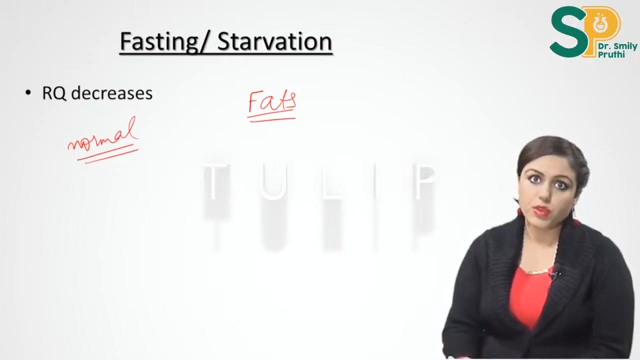 Fasting/ Starvation
SP
Dr. Smily
Pruthi
• RQ decreases
Fats
normal
TULIP